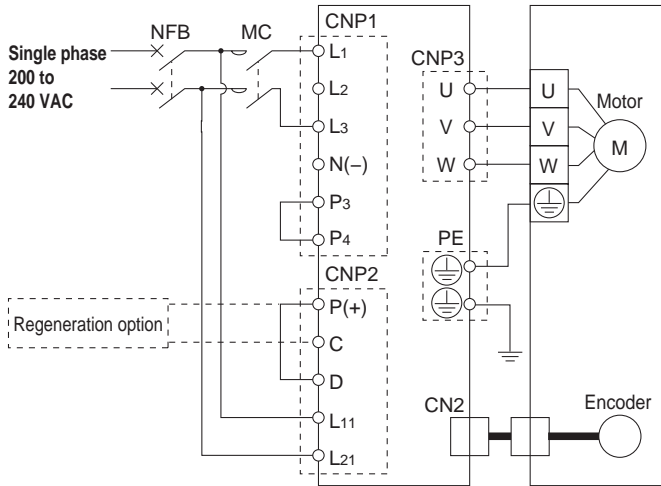 Single phase
200 to
240 VAC
NFB
MC
CNP1
L1
L2
L3
N(−)
P3
P4
CNP2
P(+)
C
D
L11
L21
Regeneration option
CNP3
U
V
W
PE
CN2
U
V
W
Motor
M
Encoder